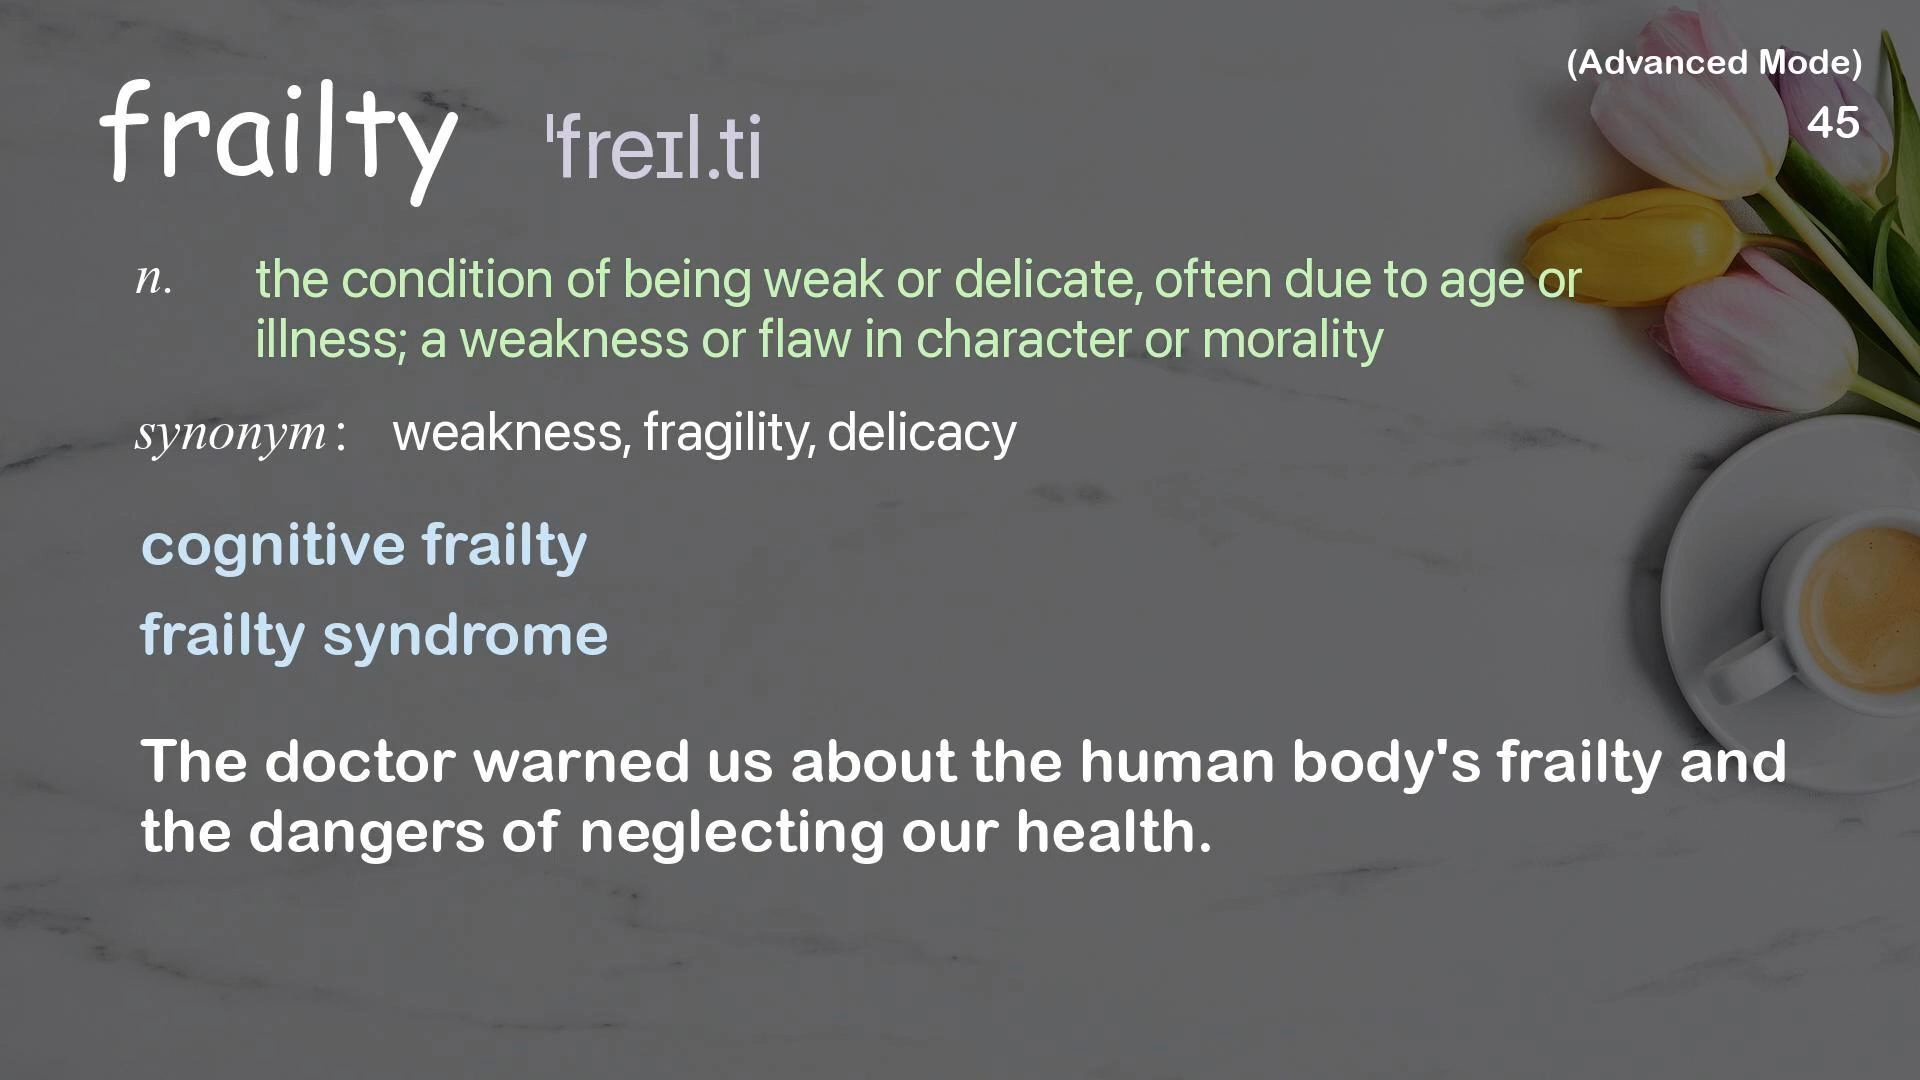 (Advanced Mode)
frailty ˈfreɪl.ti
45
n. the condition of being weak or delicate, often due to age or
illness; a weakness or flaw in character or morality
synonym: weakness, fragility, delicacy
cognitive frailty
frailty syndrome
The doctor warned us about the human body's frailty and
the dangers of neglecting our health.